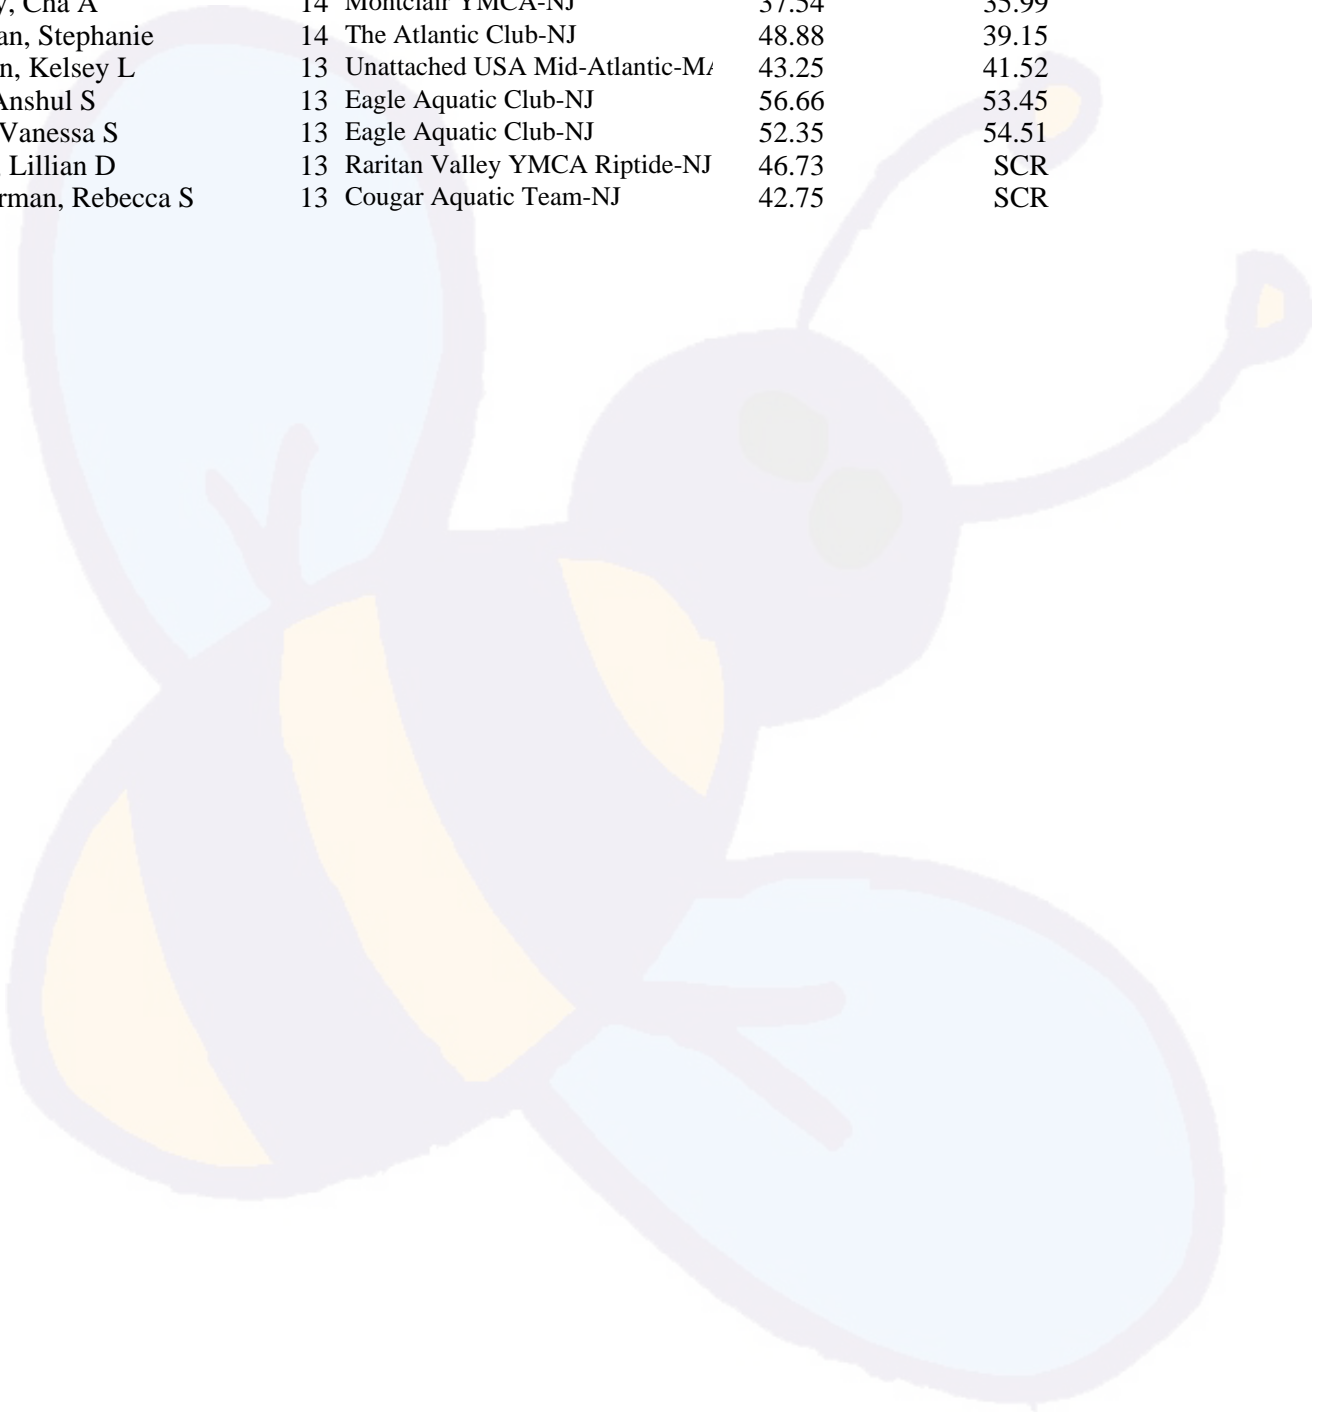 y, Cha A 14 Montclair YMCA-NJ 37.54 35.99
an, Stephanie 14 The Atlantic Club-NJ 48.88 39.15
n, Kelsey L 13 Unattached USA Mid-Atlantic-MA 43.25 41.52
Anshul S 13 Eagle Aquatic Club-NJ 56.66 53.45
Vanessa S 13 Eagle Aquatic Club-NJ 52.35 54.51
Lillian D 13 Raritan Valley YMCA Riptide-NJ 46.73 SCR
rman, Rebecca S 13 Cougar Aquatic Team-NJ 42.75 SCR